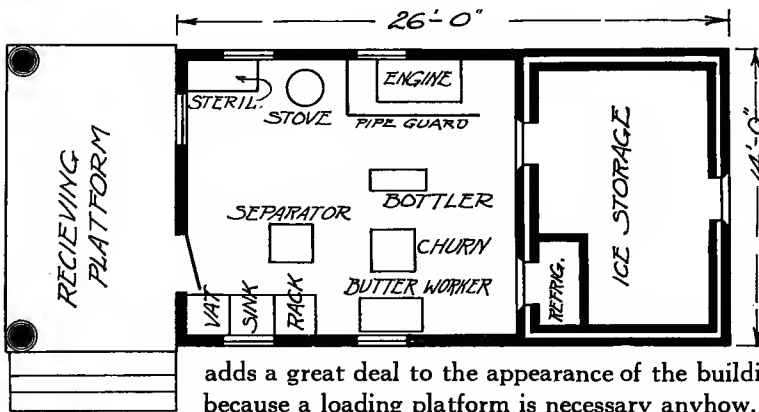 26'-0"
STERIL.
STOVE
ENGINE
PIPE GUARD
RECIEVING
PLATFORM
SEPARATOR
BOTTLER
CHURN
BUTTER WORKER
VAT
SINK
RACK
REFRIG.
ICE STORAGE
14'-0"
adds a great deal to the appearance of the buildi
because a loading platform is necessary anyhow.